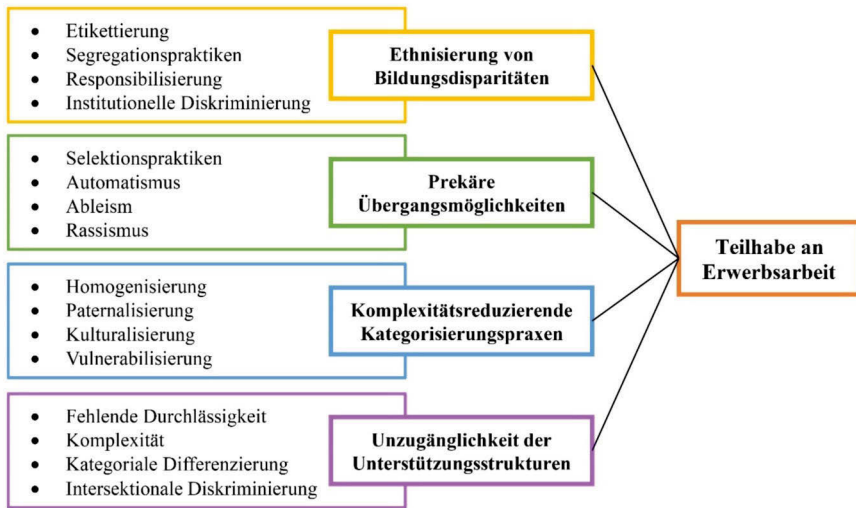 • Etikettierung
• Segregationspraktiken
• Responsibilisierung
• Institutionelle Diskriminierung
Ethnisierung von
Bildungsdisparitäten
• Selektionspraktiken
• Automatismus
• Ableism
• Rassismus
Prekäre
Übergangsmöglichkeiten
• Homogenisierung
• Paternalisierung
• Kulturalisierung
• Vulnerabilisierung
Komplexitätsreduzierende
Kategorisierungspraxen
• Fehlende Durchlässigkeit
• Komplexität
• Kategoriale Differenzierung
• Intersektionale Diskriminierung
Unzugänglichkeit der
Unterstützungsstrukturen
Teilhabe an
Erwerbsarbeit